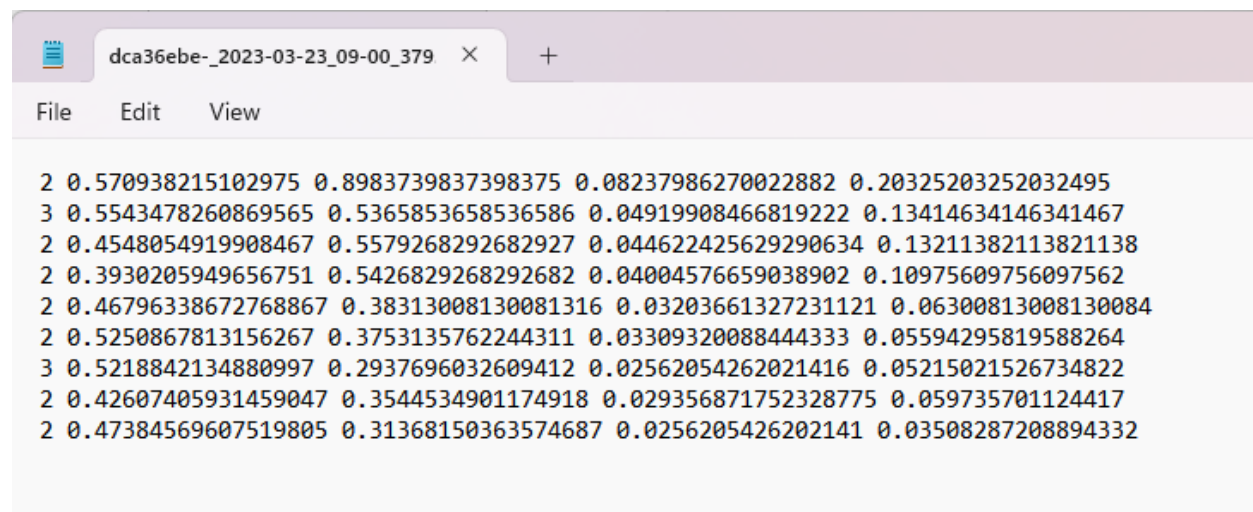 dca36ebe-_2023-03-23_09-00_379.
File Edit View
2 0.570938215102975 0.8983739837398375 0.08237986270022882 0.20325203252032495
3 0.5543478260869565 0.5365853658536586 0.04919908466819222 0.13414634146341467
2 0.4548054919908467 0.5579268292682927 0.044622425629290634 0.13211382113821138
2 0.3930205949656751 0.5426829268292682 0.04004576659038902 0.10975609756097562
2 0.46796338672768867 0.38313008130081316 0.03203661327231121 0.06300813008130084
2 0.5250867813156267 0.3753135762244311 0.03309320088444333 0.05594295819588264
3 0.5218842134880997 0.2937696032609412 0.02562054262021416 0.05215021526734822
2 0.42607405931459047 0.3544534901174918 0.029356871752328775 0.059735701124417
2 0.47384569607519805 0.31368150363574687 0.0256205426202141 0.03508287208894332